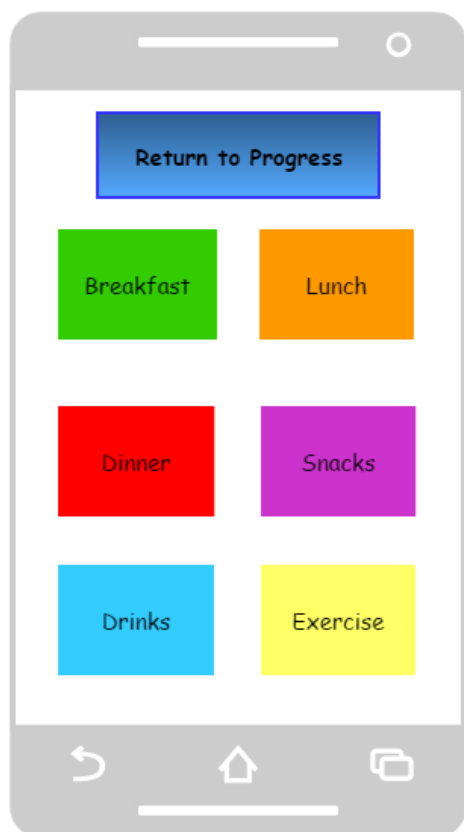 Return to Progress
Breakfast
Lunch
Dinner
Snacks
Drinks
Exercise